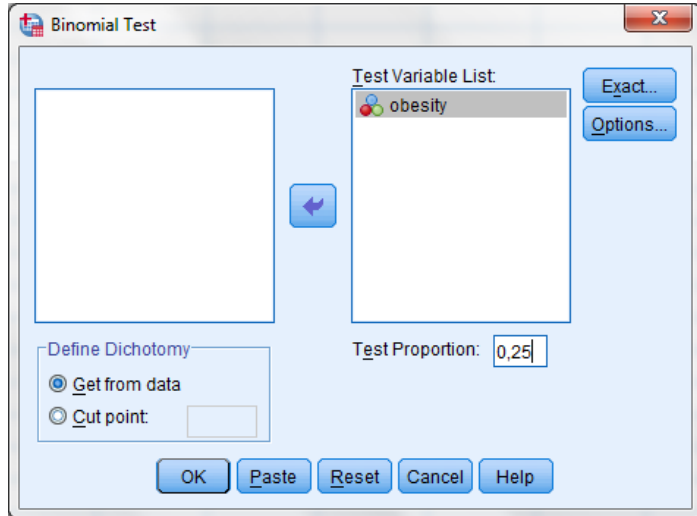 Binomial Test
Test Variable List:
obesity
Exact...
Options...
Define Dichotomy
Get from data
Cut point:
Test Proportion: 0,25
OK Paste Reset Cancel Help